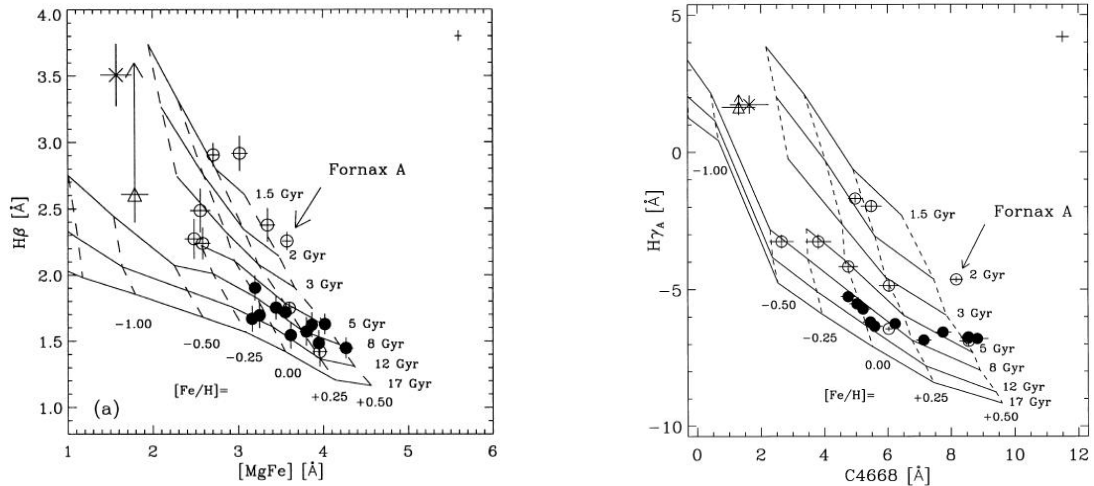 4.0
3.5
3.0
2.5
2.0
1.5
1.0
Hβ [Å]
Fornax A
1.5 Gyr
2 Gyr
3 Gyr
5 Gyr
8 Gyr
12 Gyr
17 Gyr
−1.00
−0.50
−0.25
0.00
+0.25
+0.50
[Fe/H]=
(a)
1 2 3 4 5 6
[MgFe] [Å]
5
0
−5
−10
Hγ_A [Å]
−1.00
1.5 Gyr
Fornax A
2 Gyr
3 Gyr
5 Gyr
8 Gyr
12 Gyr
17 Gyr
−0.50
−0.25
0.00
+0.25
+0.50
[Fe/H]=
0 2 4 6 8 10 12
C4668 [Å]